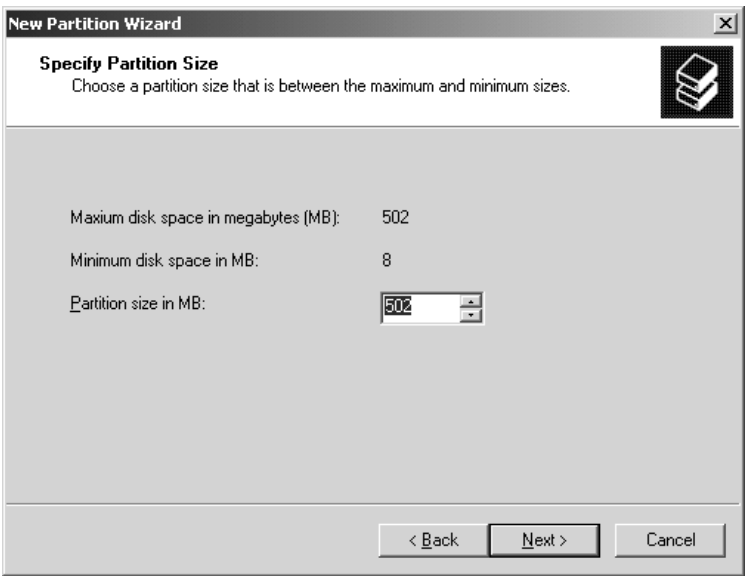 New Partition Wizard
Specify Partition Size
Choose a partition size that is between the maximum and minimum sizes.
Maxium disk space in megabytes (MB): 502
Minimum disk space in MB: 8
Partition size in MB: 502
< Back Next > Cancel